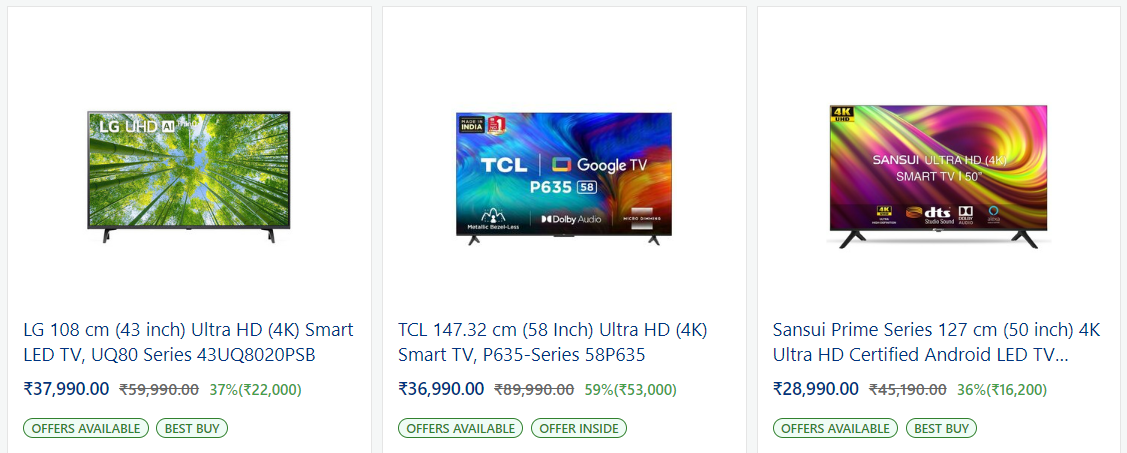 LG UHD AI ThinQ
LG 108 cm (43 inch) Ultra HD (4K) Smart
LED TV, UQ80 Series 43UQ8020PSB
₹37,990.00 ₹59,990.00 37%(₹22,000)
OFFERS AVAILABLE BEST BUY
MADE IN
INDIA
1
TCL Google TV
P635 58
Metallic Bezel-Less Dolby Audio MICRO DIMMING
TCL 147.32 cm (58 Inch) Ultra HD (4K)
Smart TV, P635-Series 58P635
₹36,990.00 ₹89,990.00 59%(₹53,000)
OFFERS AVAILABLE OFFER INSIDE
4K
UHD
SANSUI ULTRA HD (4K)
SMART TV | 50"
4K dts DOLBY
Studio Sound AUDIO
Sansui Prime Series 127 cm (50 inch) 4K
Ultra HD Certified Android LED TV...
₹28,990.00 ₹45,190.00 36%(₹16,200)
OFFERS AVAILABLE BEST BUY